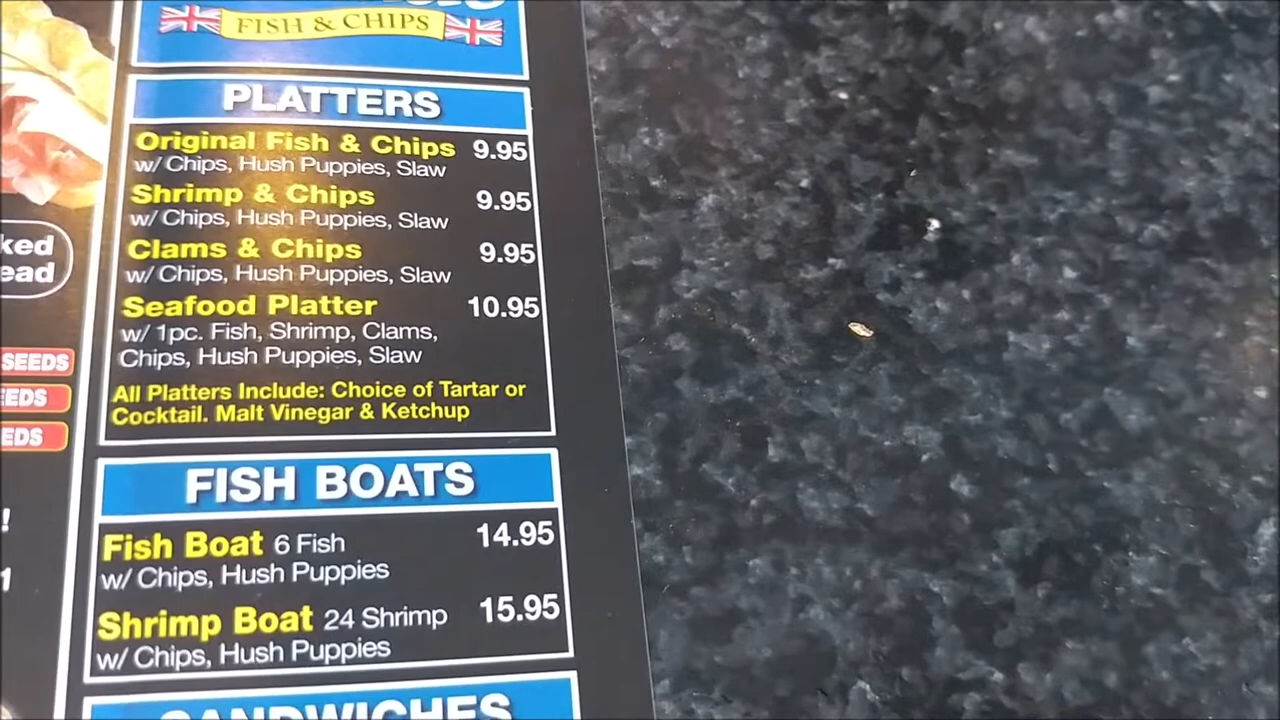 FISH & CHIPS
PLATTERS
Original Fish & Chips 9.95
w/ Chips, Hush Puppies, Slaw
Shrimp & Chips 9.95
w/ Chips, Hush Puppies, Slaw
Clams & Chips 9.95
w/ Chips, Hush Puppies, Slaw
Seafood Platter 10.95
w/ 1pc. Fish, Shrimp, Clams,
Chips, Hush Puppies, Slaw
All Platters Include: Choice of Tartar or
Cocktail. Malt Vinegar & Ketchup
FISH BOATS
Fish Boat 6 Fish 14.95
w/ Chips, Hush Puppies
Shrimp Boat 24 Shrimp 15.95
w/ Chips, Hush Puppies
SANDWICHES
SEEDS